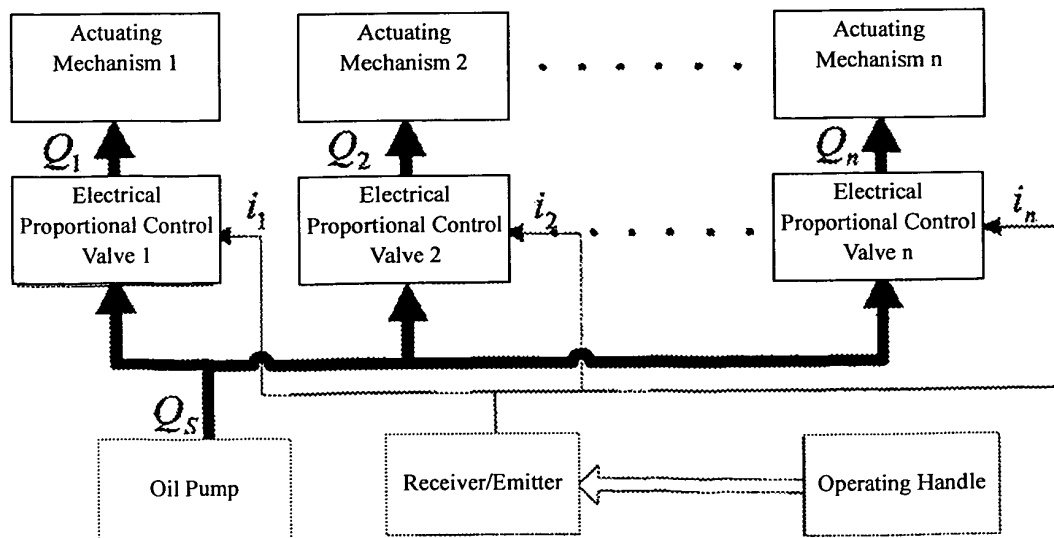 Actuating
Mechanism 1
Actuating
Mechanism 2
Actuating
Mechanism n
Q1
Q2
Qn
Electrical
Proportional Control
Valve 1
i1
Electrical
Proportional Control
Valve 2
i2
Electrical
Proportional Control
Valve n
in
QS
Oil Pump
Receiver/Emitter
Operating Handle